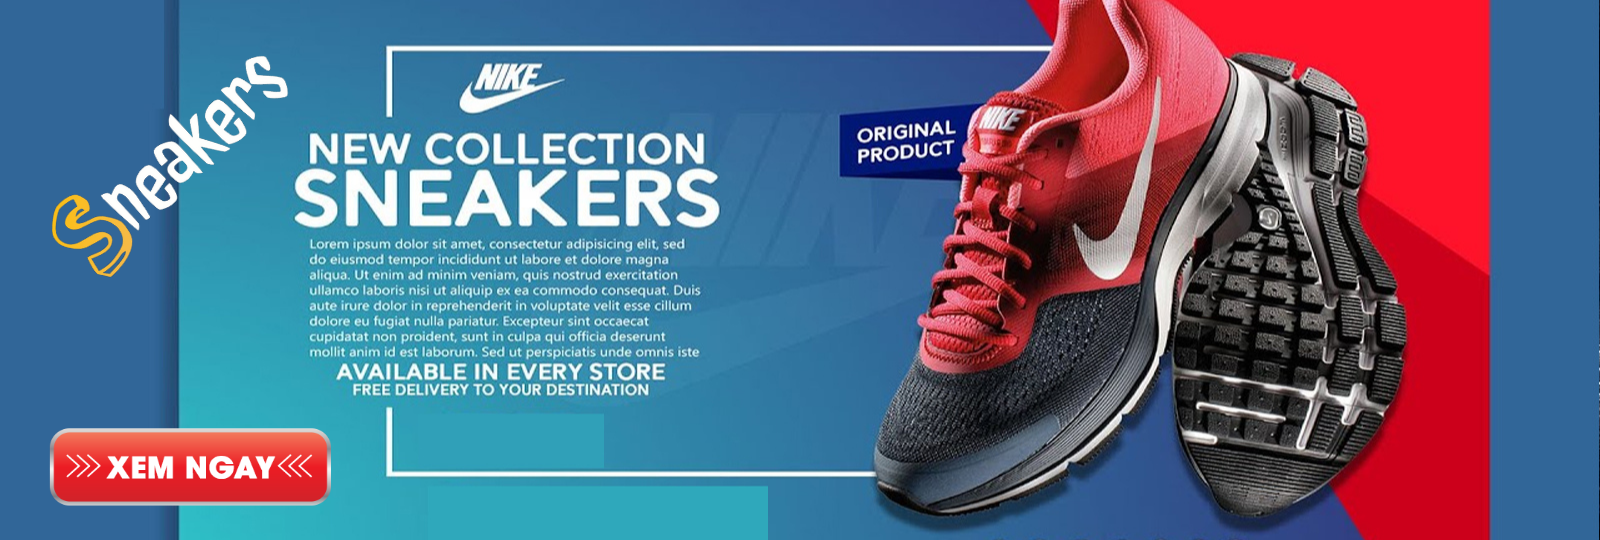 Sneakers
NIKE
NEW COLLECTION
SNEAKERS
Lorem ipsum dolor sit amet, consectetur adipisicing elit, sed
do eiusmod tempor incididunt ut labore et dolore magna
aliqua. Ut enim ad minim veniam, quis nostrud exercitation
ullamco laboris nisi ut aliquip ex ea commodo consequat. Duis
aute irure dolor in reprehenderit in voluptate velit esse cillum
dolore eu fugiat nulla pariatur. Excepteur sint occaecat
cupidatat non proident, sunt in culpa qui officia deserunt
mollit anim id est laborum. Sed ut perspiciatis unde omnis iste
AVAILABLE IN EVERY STORE
FREE DELIVERY TO YOUR DESTINATION
XEM NGAY
ORIGINAL
PRODUCT
NIKE
NIKE